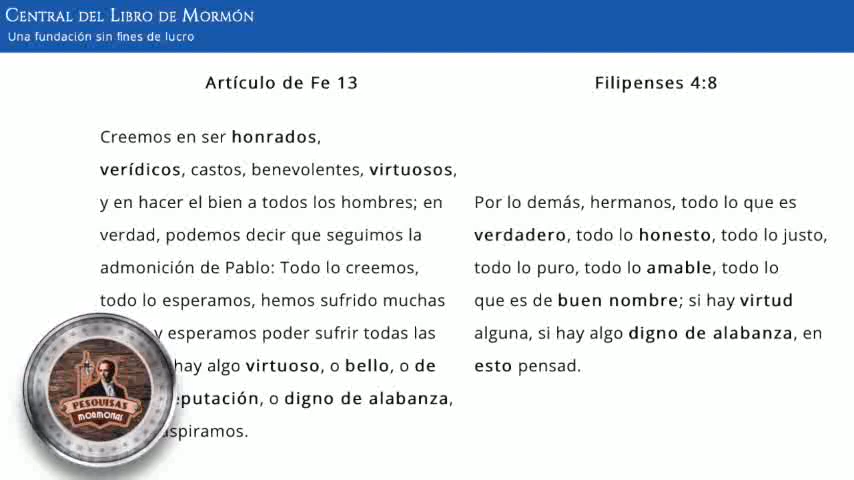 CENTRAL DEL LIBRO DE MORMÓN
Una fundación sin fines de lucro
Artículo de Fe 13
Creemos en ser honrados,
verídicos, castos, benevolentes, virtuosos,
y en hacer el bien a todos los hombres; en
verdad, podemos decir que seguimos la
admonición de Pablo: Todo lo creemos,
todo lo esperamos, hemos sufrido muchas
y esperamos poder sufrir todas las
hay algo virtuoso, o bello, o de
eputación, o digno de alabanza,
spiramos.
Filipenses 4:8
Por lo demás, hermanos, todo lo que es
verdadero, todo lo honesto, todo lo justo,
todo lo puro, todo lo amable, todo lo
que es de buen nombre; si hay virtud
alguna, si hay algo digno de alabanza, en
esto pensad.
PESQUISAS
MORMONAS